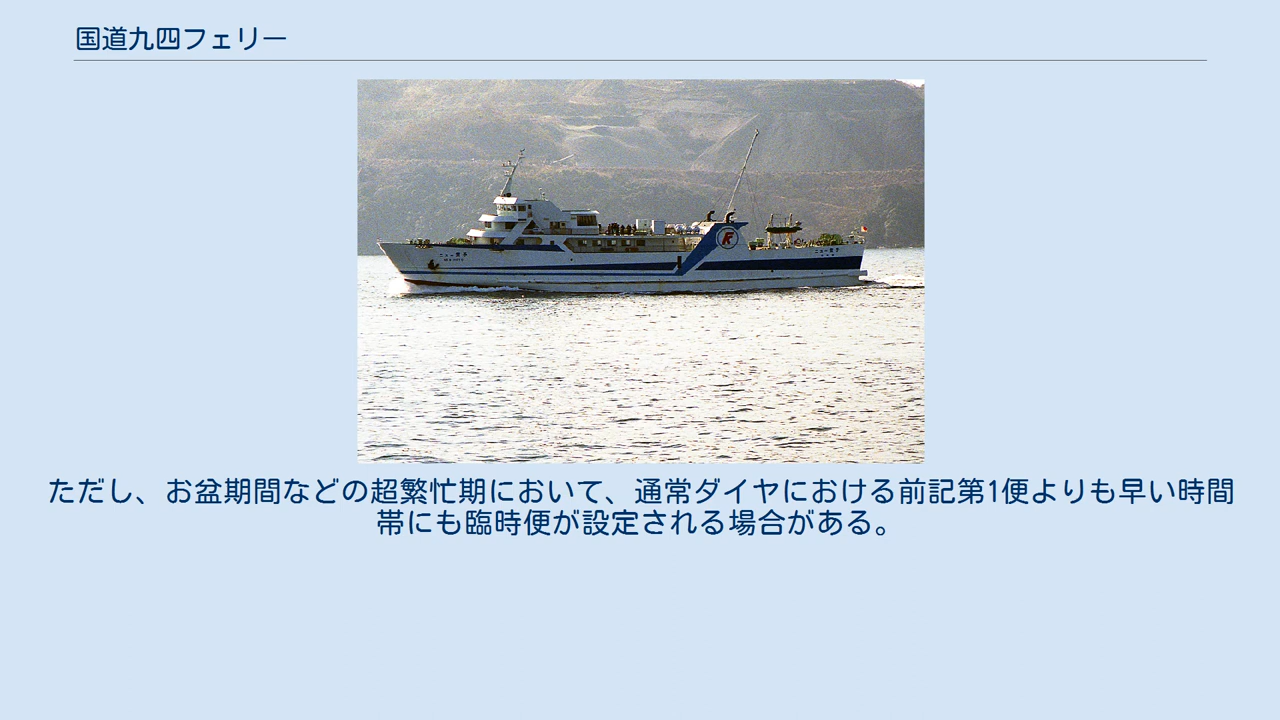 国道九四フェリー
ただし、お盆期間などの超繁忙期において、通常ダイヤにおける前記第1便よりも早い時間
帯にも臨時便が設定される場合がある。